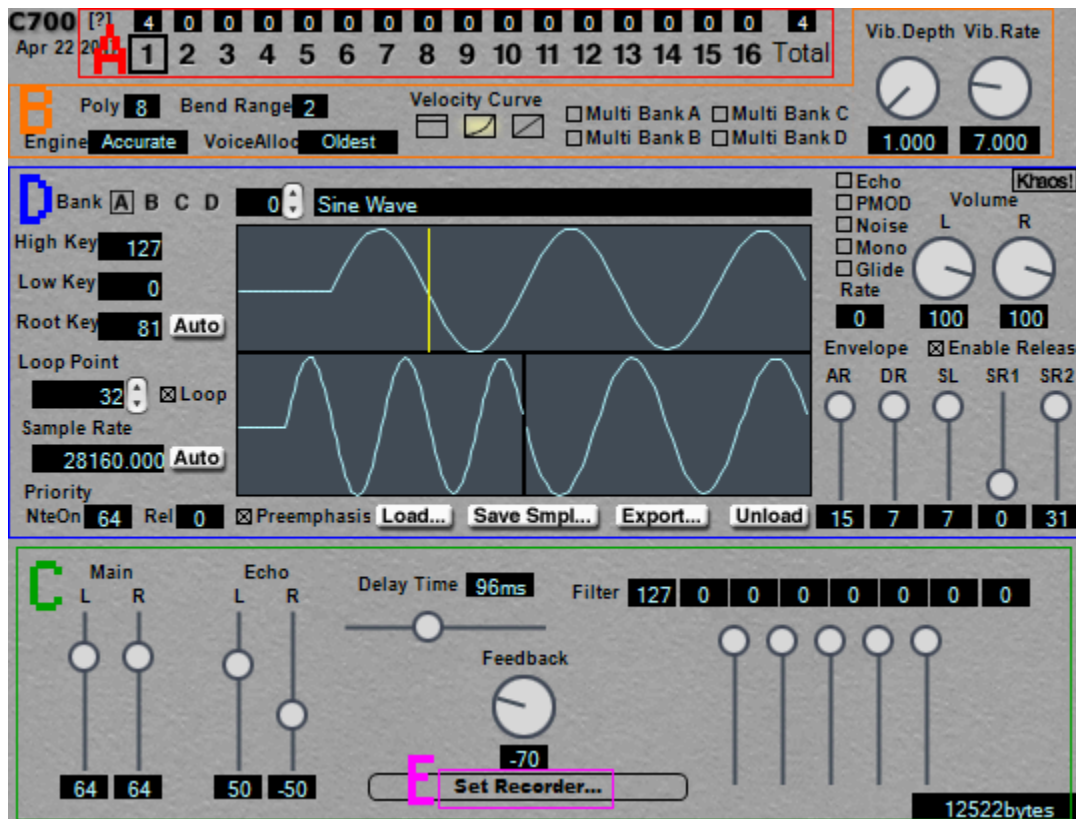 C700 [?] 4 0 0 0 0 0 0 0 0 0 0 0 0 0 0 0 4
Apr 22 A 1 2 3 4 5 6 7 8 9 10 11 12 13 14 15 16 Total
Vib.Depth Vib.Rate
1.000 7.000
B Poly 8 Bend Range 2 Velocity Curve
Engine Accurate VoiceAlloc Oldest
Multi Bank A Multi Bank C
Multi Bank B Multi Bank D
D Bank A B C D 0 Sine Wave
High Key 127
Low Key 0
Root Key 81 Auto
Loop Point
32 Loop
Sample Rate
28160.000 Auto
Priority
NteOn 64 Rel 0 Preemphasis Load... Save Smpl... Export... Unload
Echo Khaos!
PMOD Volume
Noise L R
Mono
Glide
Rate
0 100 100
Envelope Enable Releas
AR DR SL SR1 SR2
15 7 7 0 31
C Main Echo
L R L R
64 64 50 -50
Delay Time 96ms
Filter 127 0 0 0 0 0 0 0
Feedback
-70
E Set Recorder...
12522bytes